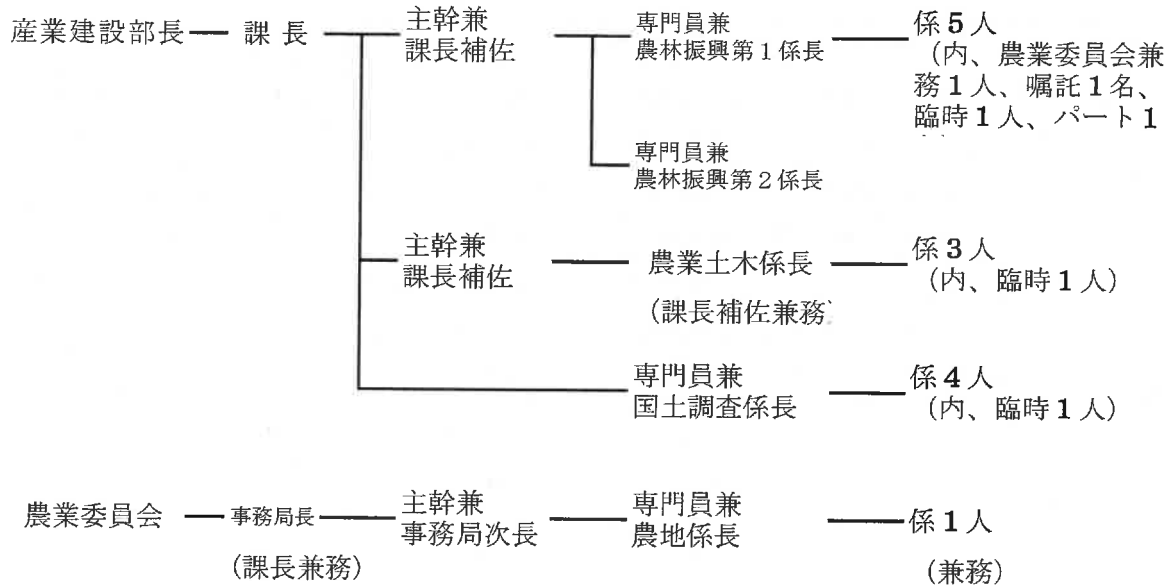 産業建設部長
課 長
主幹兼
課長補佐
専門員兼
農林振興第1係長
係5人
（内、農業委員会兼
務1人、嘱託1名、
臨時1人、パート1
専門員兼
農林振興第2係長
主幹兼
課長補佐
農業土木係長
（課長補佐兼務）
係3人
（内、臨時1人）
専門員兼
国土調査係長
係4人
（内、臨時1人）
農業委員会
事務局長
（課長兼務）
主幹兼
事務局次長
専門員兼
農地係長
係1人
（兼務）